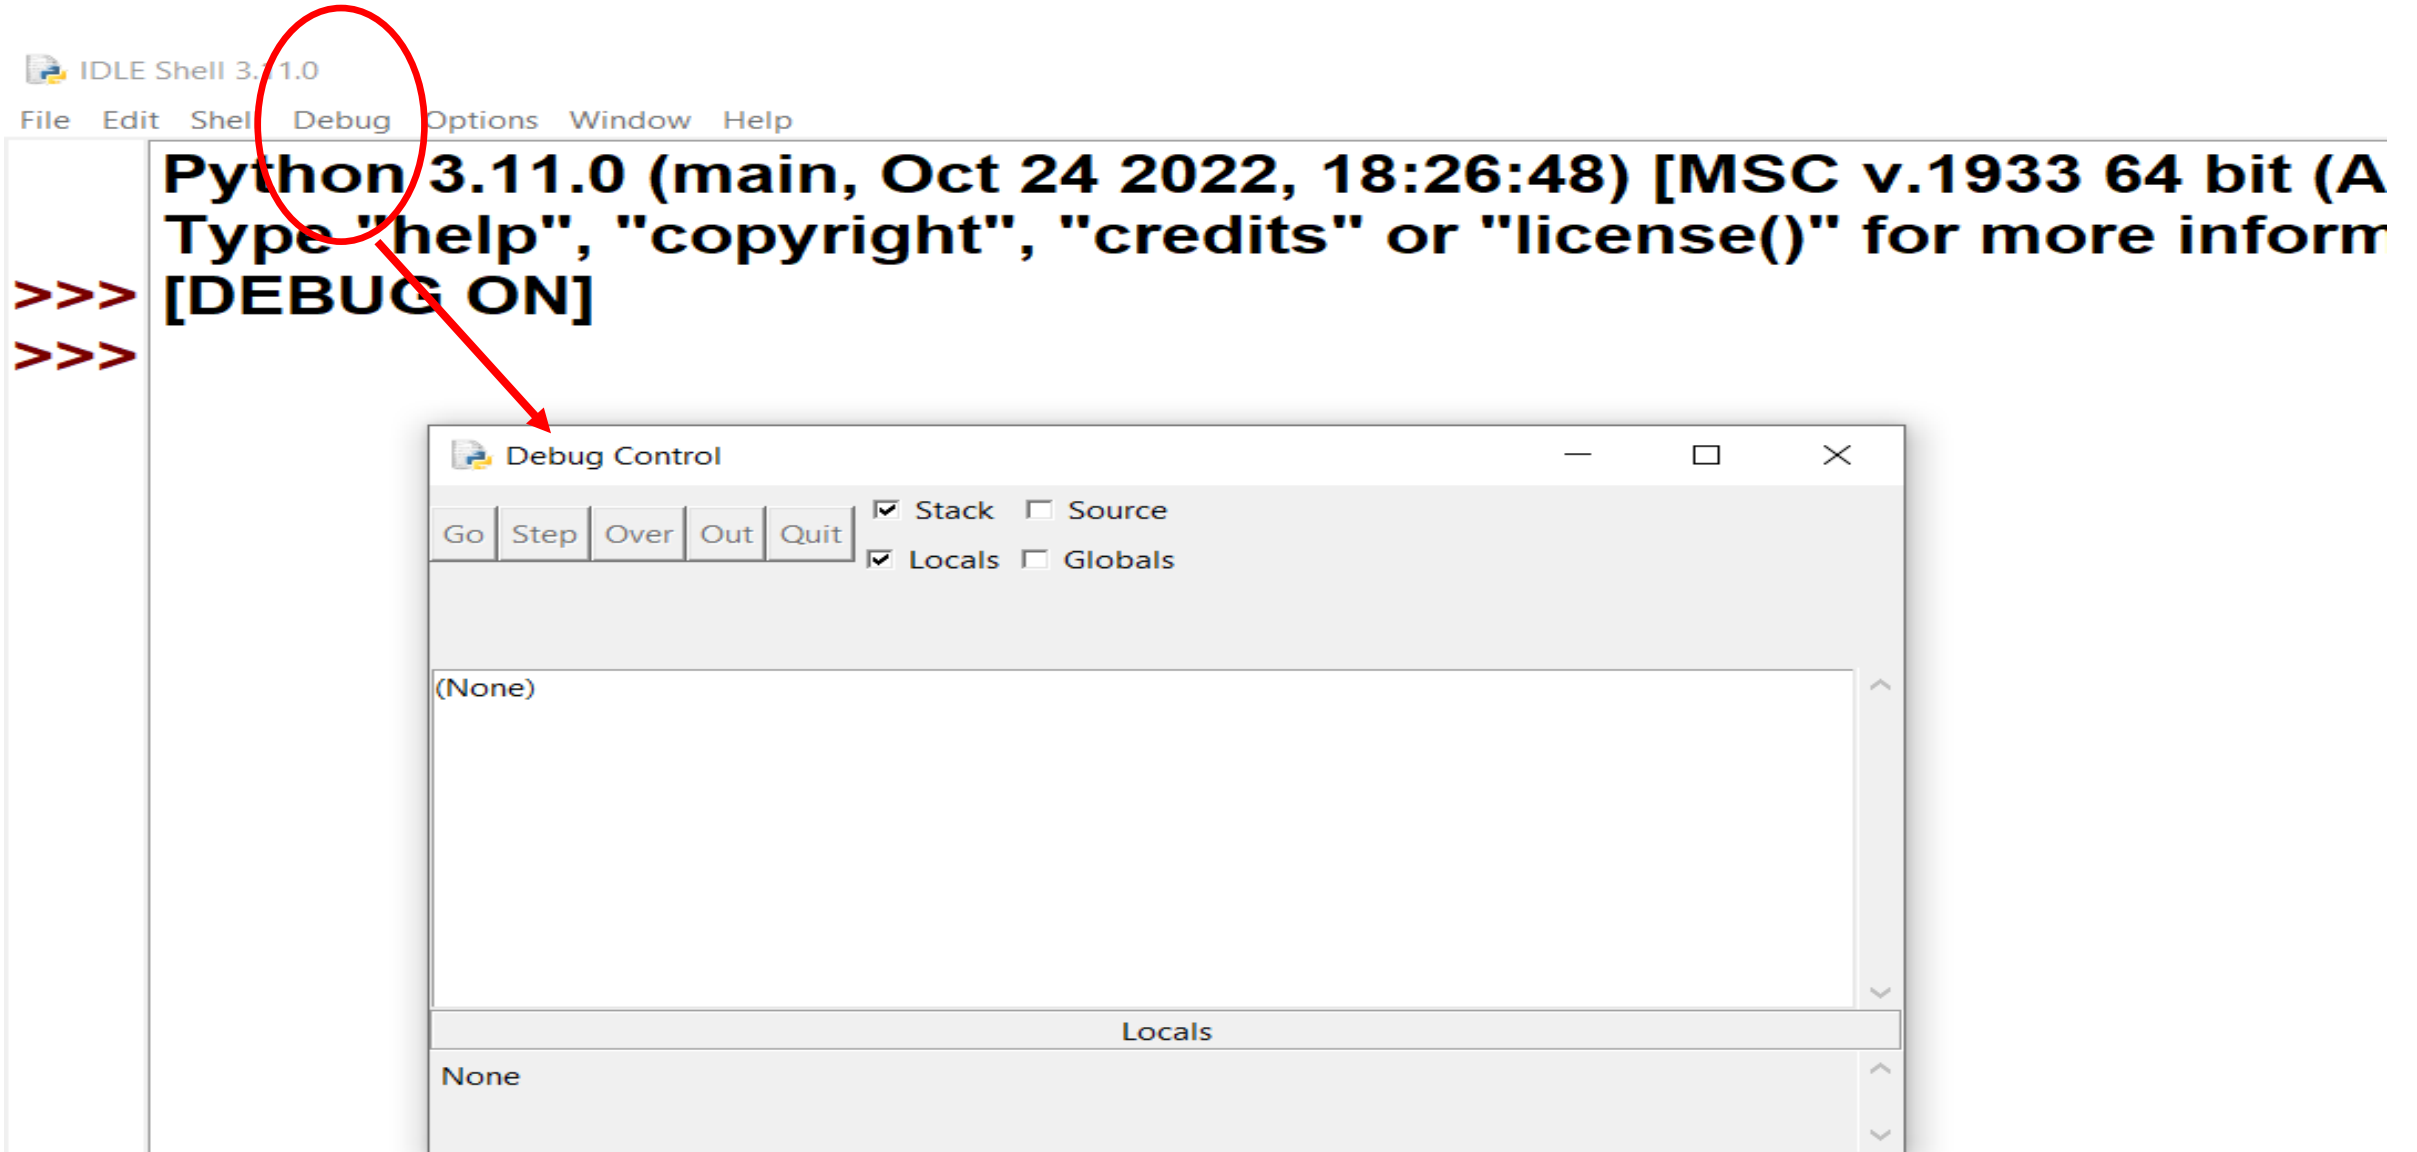 IDLE Shell 3.11.0
File Edit Shell Debug Options Window Help
Python 3.11.0 (main, Oct 24 2022, 18:26:48) [MSC v.1933 64 bit (A
Type "help", "copyright", "credits" or "license()" for more inform
>>> [DEBUG ON]
>>>
Debug Control
Go Step Over Out Quit
Stack Source
Locals Globals
(None)
Locals
None